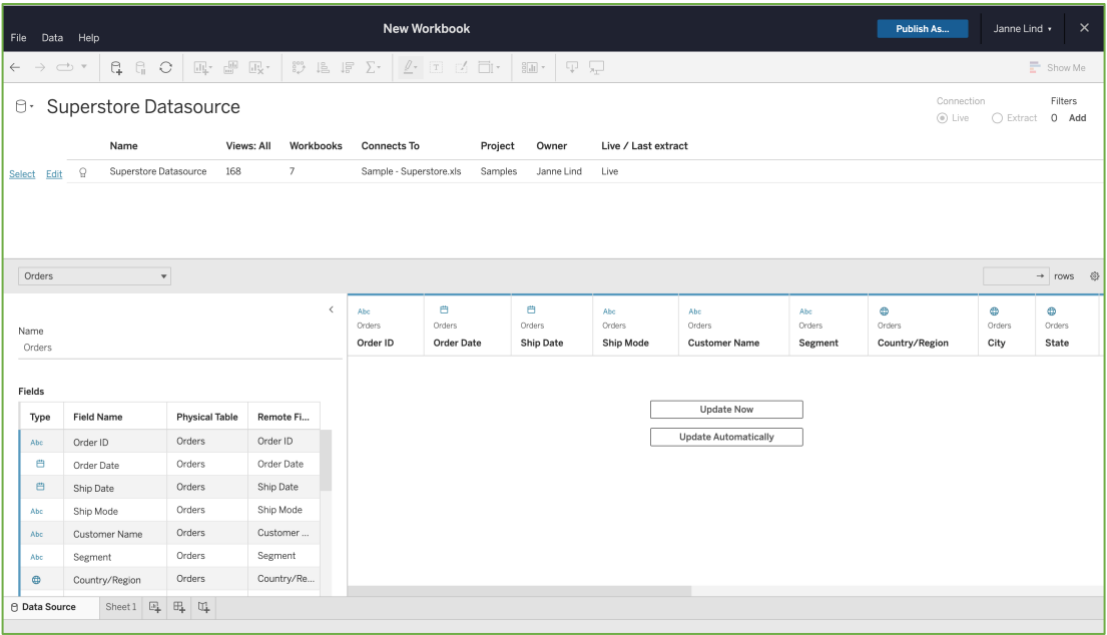 New Workbook
Publish As...
Janne Lind
File Data Help
Show Me
Superstore Datasource
Connection
Filters
Live Extract 0 Add
Name Views: All Workbooks Connects To Project Owner Live / Last extract
Select Edit Superstore Datasource 168 7 Sample - Superstore.xls Samples Janne Lind Live
Orders
rows
Name
Orders
Fields
Type Field Name Physical Table Remote Fi...
Abc Order ID Orders Order ID
Order Date Orders Order Date
Ship Date Orders Ship Date
Abc Ship Mode Orders Ship Mode
Abc Customer Name Orders Customer ...
Abc Segment Orders Segment
Country/Region Orders Country/Re...
Abc Abc Abc Abc
Orders Orders Orders Orders Orders Orders Orders Orders Orders
Order ID Order Date Ship Date Ship Mode Customer Name Segment Country/Region City State
Update Now
Update Automatically
Data Source Sheet 1